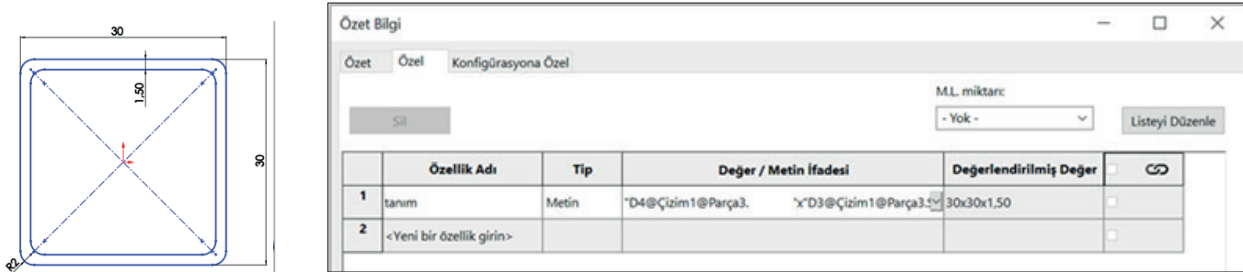 30
1,50
30
R2
Özet Bilgi
Özet Özel Konfigürasyona Özel
M.L. miktarı:
Sil - Yok - Listeyi Düzenle
Özellik Adı Tip Değer / Metin İfadesi Değerlendirilmiş Değer
1 tanım Metin "D4@Çizim1@Parça3. "x"D3@Çizim1@Parça3.S 30x30x1,50
2 <Yeni bir özellik girin>